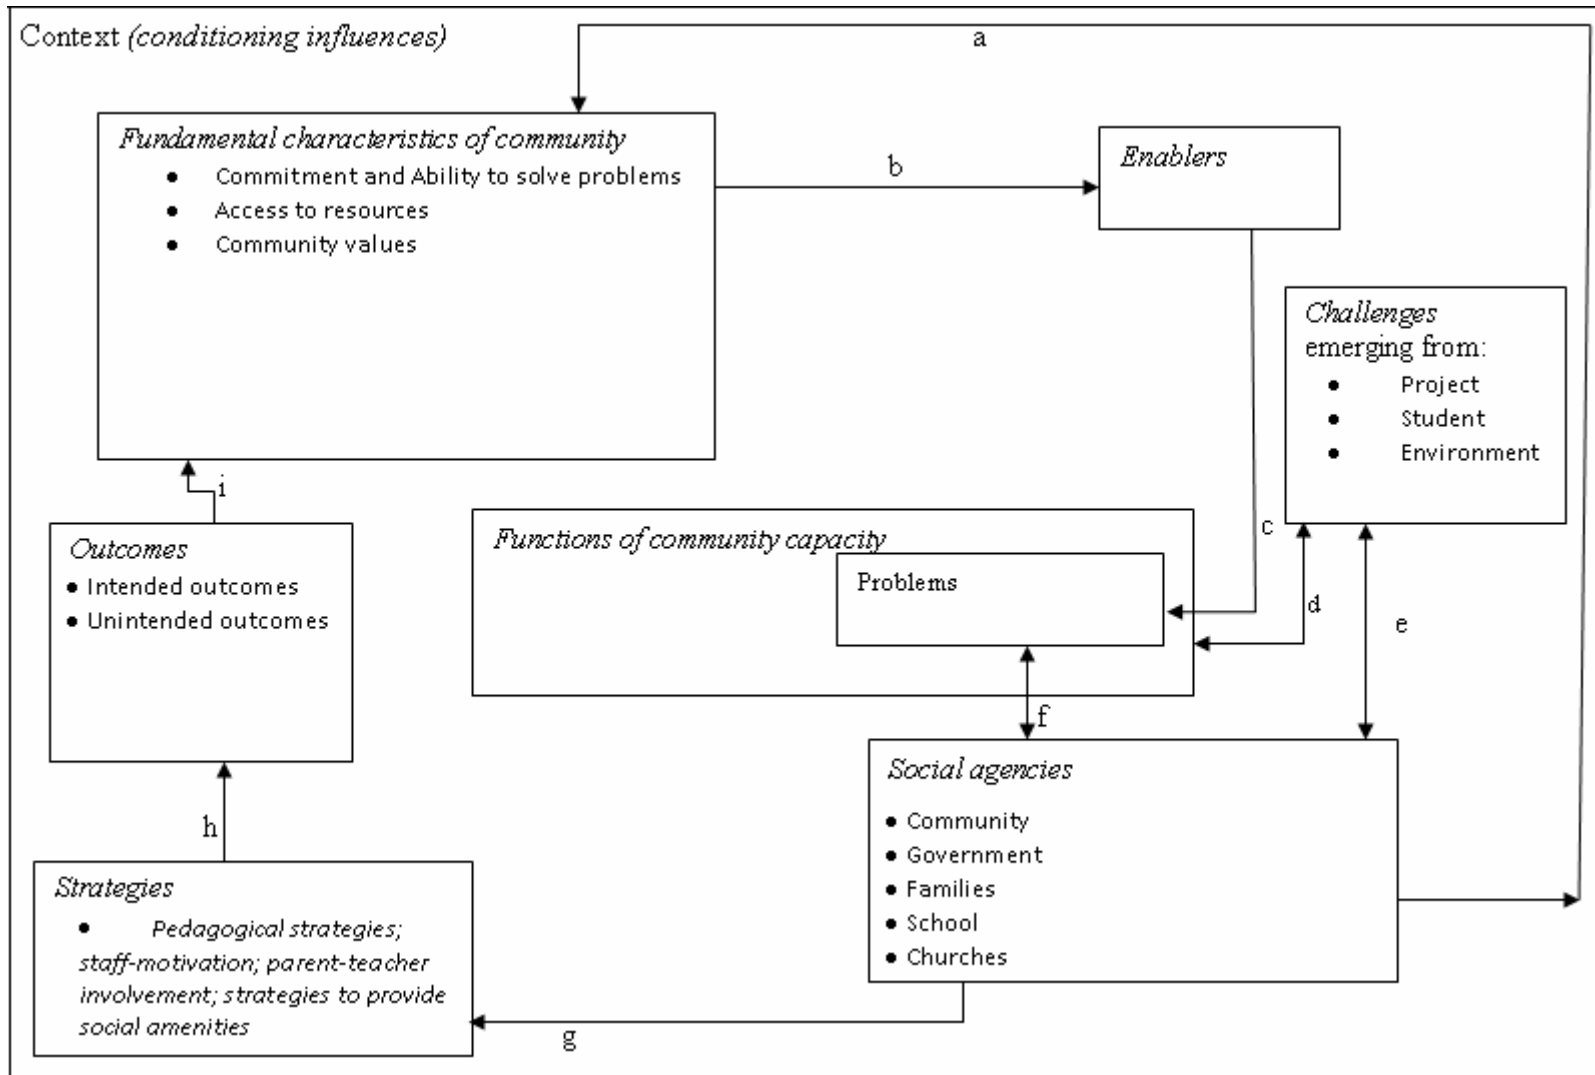 Context (conditioning influences)
a
Fundamental characteristics of community
● Commitment and Ability to solve problems
● Access to resources
● Community values
b
Enablers
Challenges
emerging from:
● Project
● Student
● Environment
i
c
Outcomes
● Intended outcomes
● Unintended outcomes
Functions of community capacity
Problems
d
e
f
Social agencies
● Community
● Government
● Families
● School
● Churches
h
Strategies
● Pedagogical strategies;
staff-motivation; parent-teacher
involvement; strategies to provide
social amenities
g